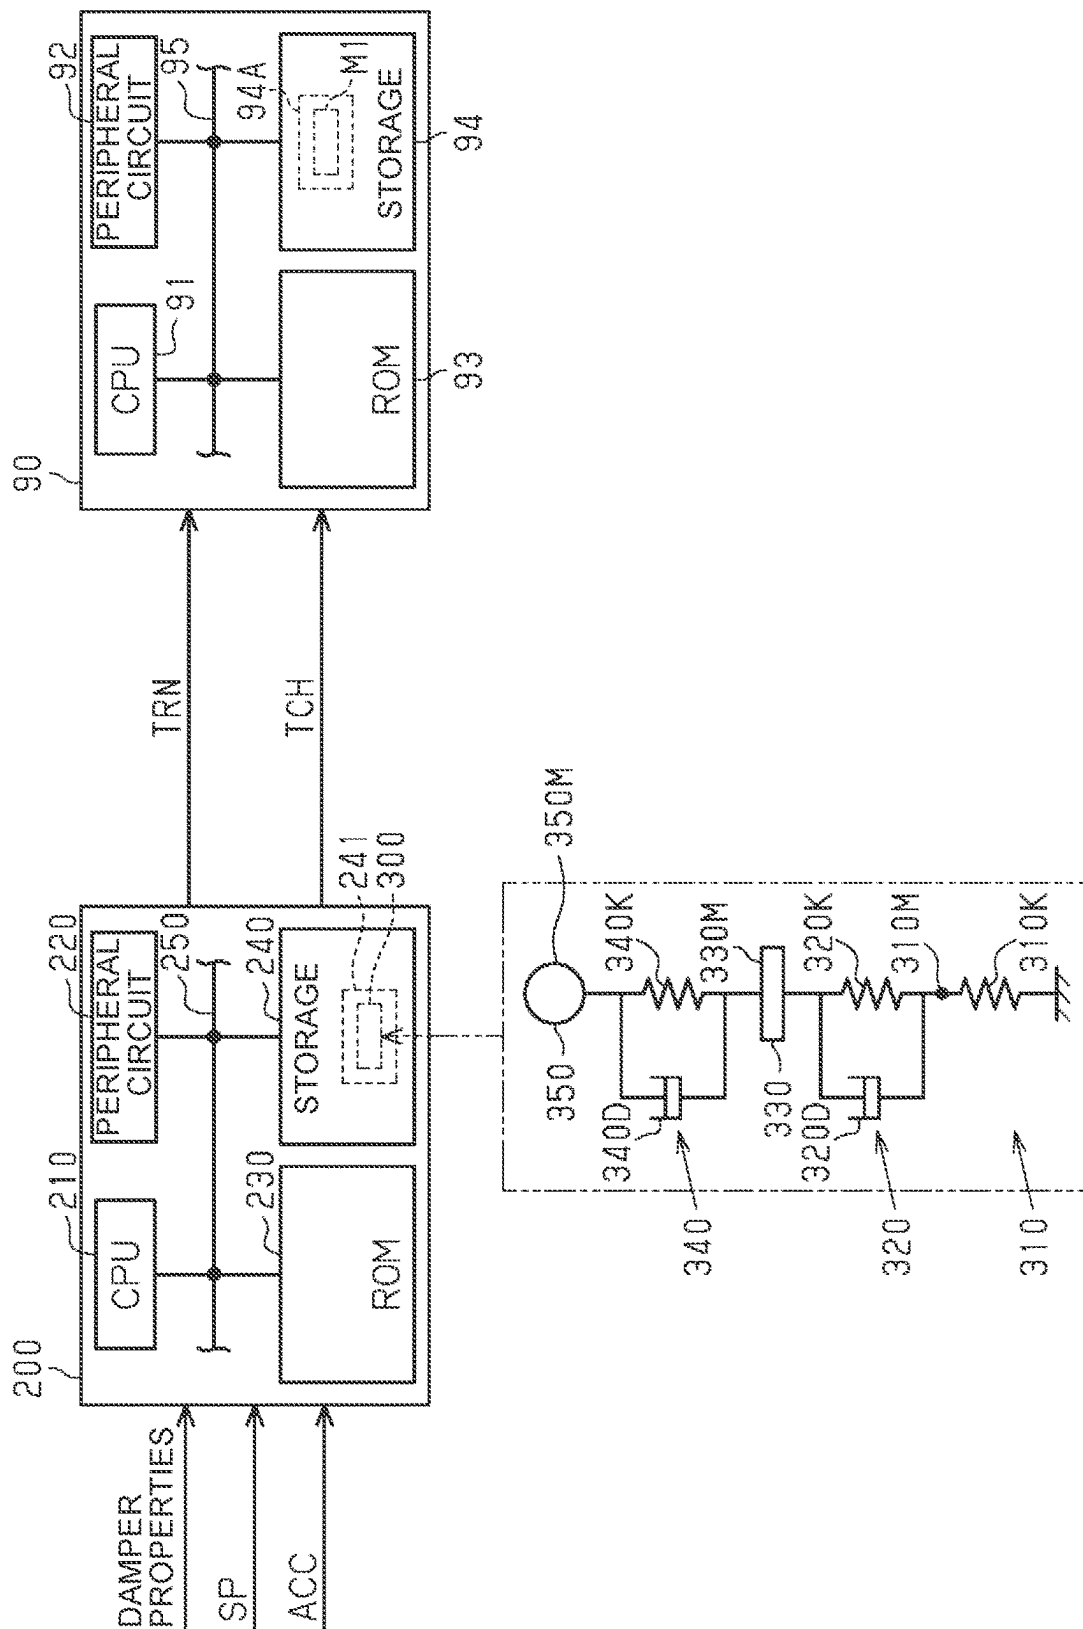 DAMPER
PROPERTIES
SP
ACC
200
CPU
210
PERIPHERAL
CIRCUIT
220
250
ROM
230
STORAGE
240
241
300
TRN
TCH
90
CPU
91
PERIPHERAL
CIRCUIT
92
95
ROM
93
STORAGE
94
94A
M1
350
350M
340
340D
340K
330
330M
320
320D
320K
310M
310
310K